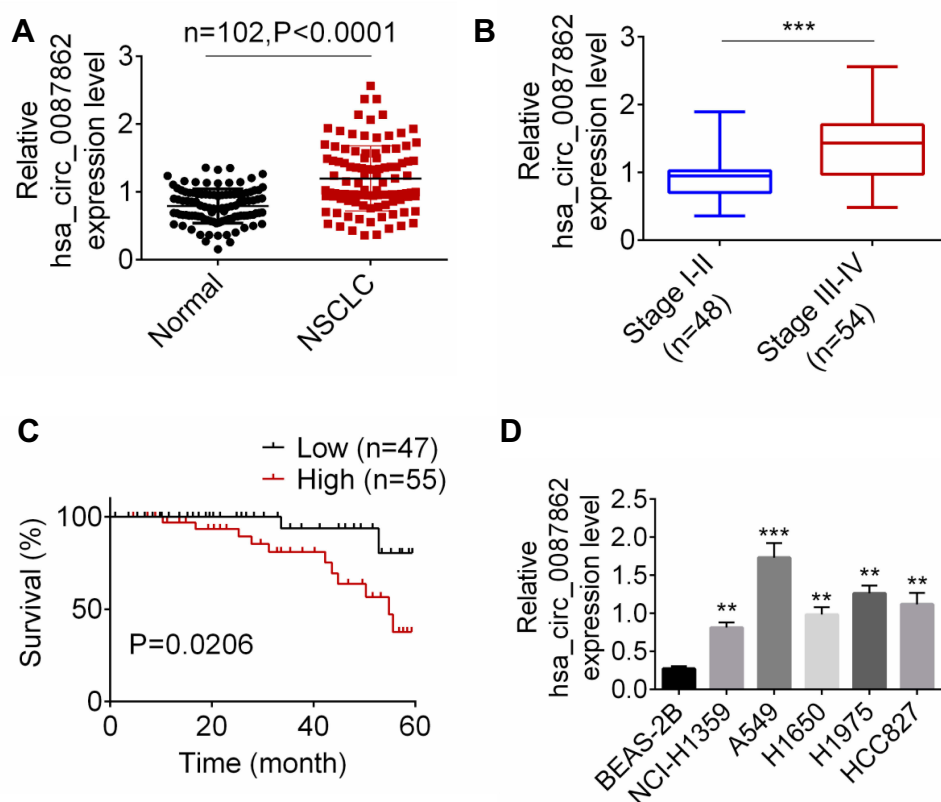 A
n=102,P<0.0001
Relative
hsa_circ_0087862
expression level
3
2
1
0
Normal
NSCLC
B
***
Relative
hsa_circ_0087862
expression level
3
2
1
0
Stage I-II
(n=48)
Stage III-IV
(n=54)
C
Low (n=47)
High (n=55)
Survival (%)
100
50
0
P=0.0206
0
20
40
60
Time (month)
D
Relative
hsa_circ_0087862
expression level
2.5
2.0
1.5
1.0
0.5
0.0
**
***
**
**
**
BEAS-2B
NCI-H1359
A549
H1650
H1975
HCC827